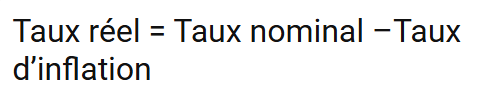 Taux réel = Taux nominal –Taux
d’inflation